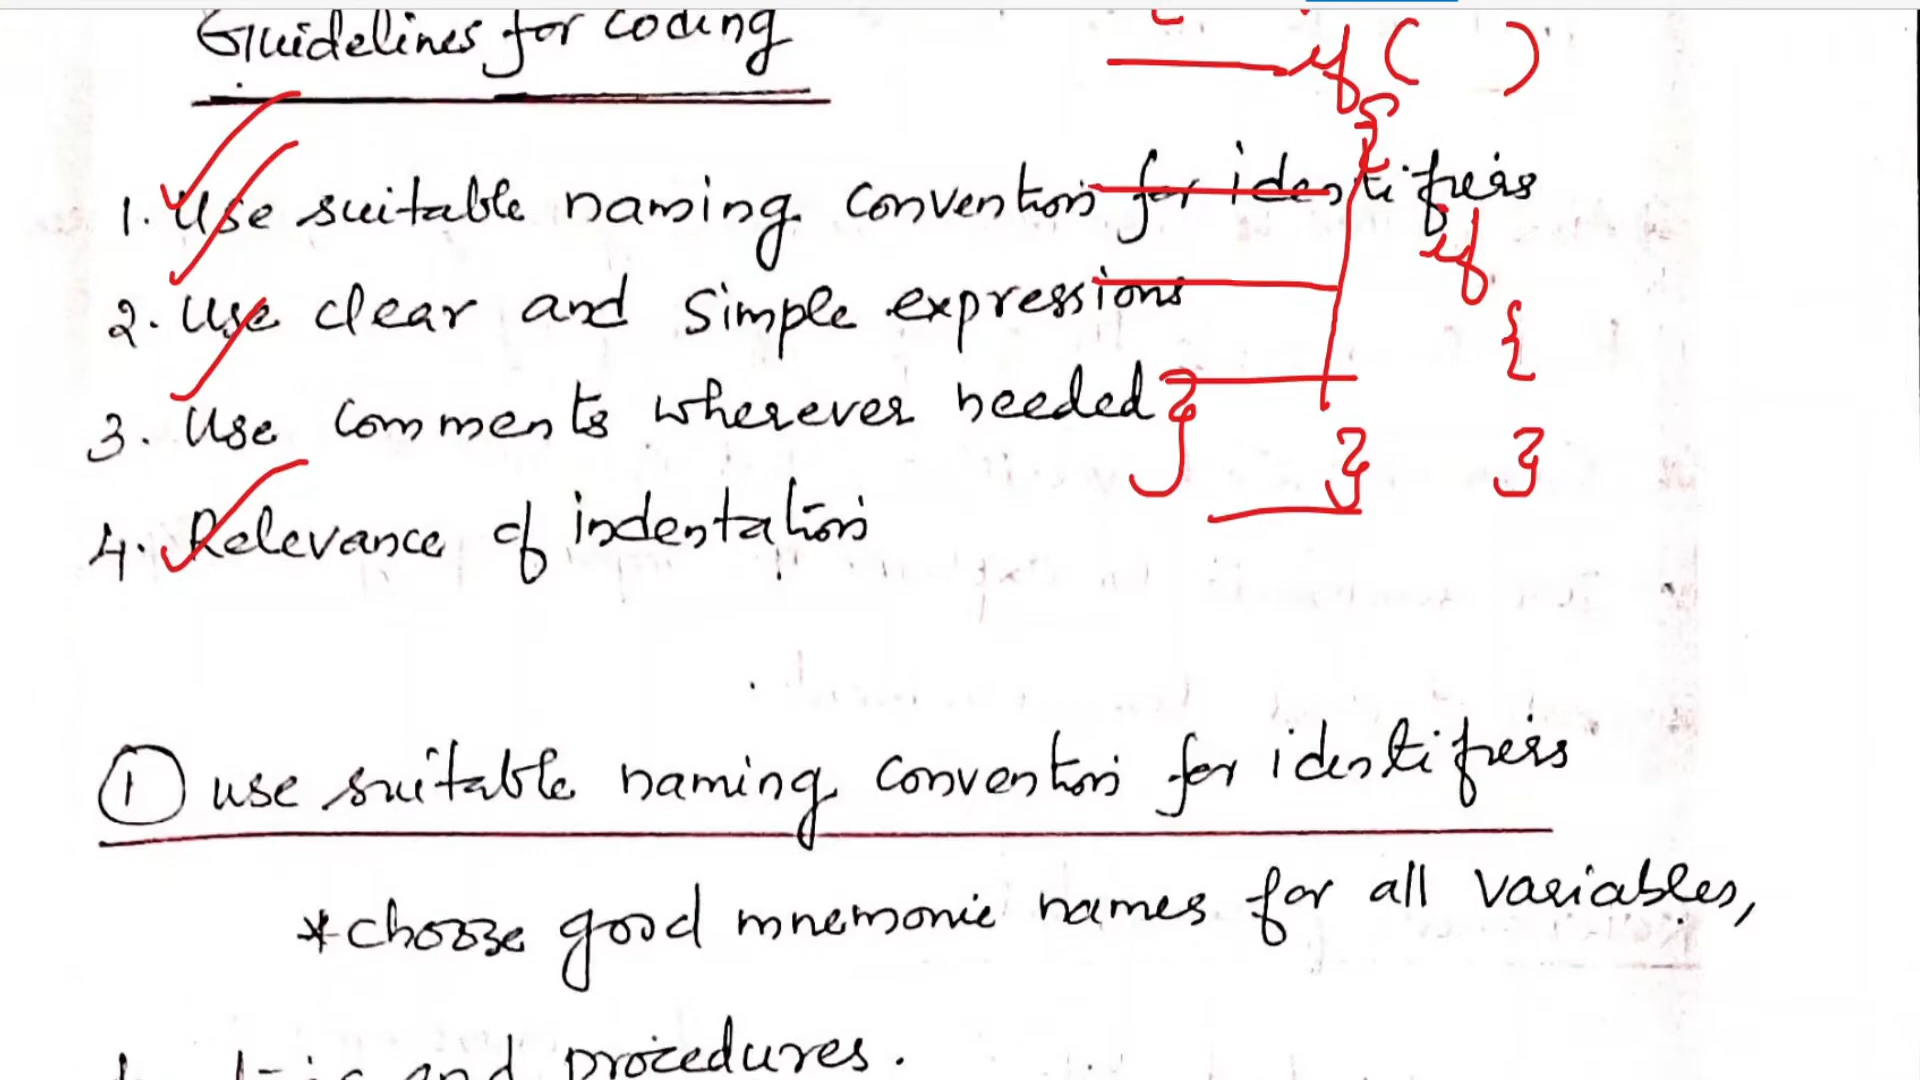 Guidelines for coding
if ( )
{
1. Use suitable naming convention for identifiers
if
2. Use clear and simple expressions
{
3. Use comments wherever needed
}
}
}
4. Relevance of indentation
① use suitable naming convention for identifiers
*choose good mnemonic names for all variables,
and procedures.